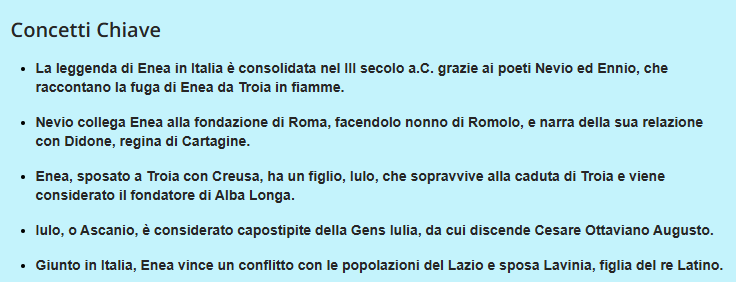 Concetti Chiave
La leggenda di Enea in Italia è consolidata nel III secolo a.C. grazie ai poeti Nevio ed Ennio, che
raccontano la fuga di Enea da Troia in fiamme.
Nevio collega Enea alla fondazione di Roma, facendolo nonno di Romolo, e narra della sua relazione
con Didone, regina di Cartagine.
Enea, sposato a Troia con Creusa, ha un figlio, Iulo, che sopravvive alla caduta di Troia e viene
considerato il fondatore di Alba Longa.
Iulo, o Ascanio, è considerato capostipite della Gens Iulia, da cui discende Cesare Ottaviano Augusto.
Giunto in Italia, Enea vince un conflitto con le popolazioni del Lazio e sposa Lavinia, figlia del re Latino.